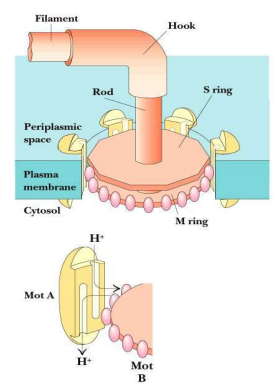 Filament
Hook
Rod
S ring
Periplasmic
space
Plasma
membrane
Cytosol
M ring
H+
Mot A
H+
Mot
B